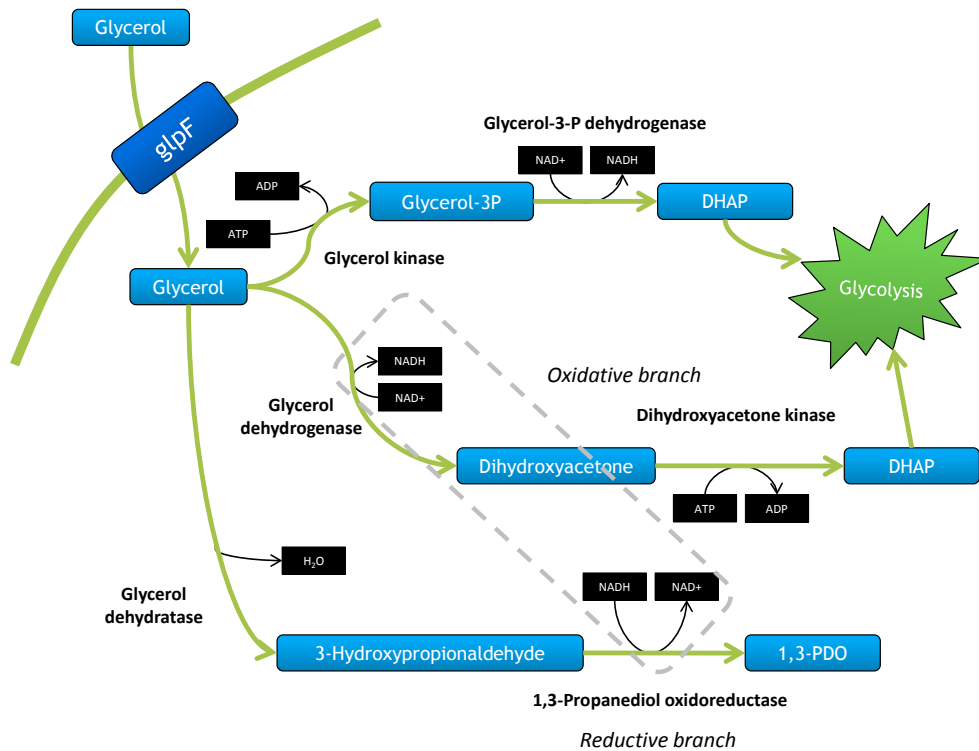 Glycerol
glpF
Glycerol-3-P dehydrogenase
NAD+
NADH
ADP
ATP
Glycerol-3P
DHAP
Glycerol kinase
Glycerol
Glycolysis
NADH
NAD+
Oxidative branch
Glycerol
dehydrogenase
Dihydroxyacetone kinase
Dihydroxyacetone
DHAP
ATP
ADP
H₂O
NADH
NAD+
Glycerol
dehydratase
3-Hydroxypropionaldehyde
1,3-PDO
1,3-Propanediol oxidoreductase
Reductive branch